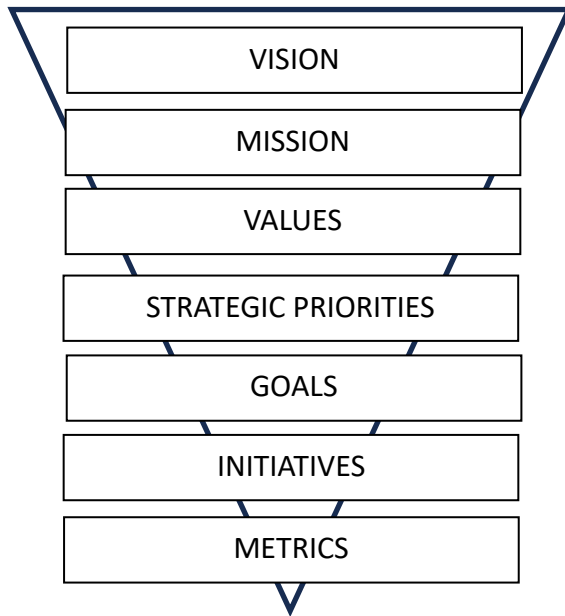 VISION
MISSION
VALUES
STRATEGIC PRIORITIES
GOALS
INITIATIVES
METRICS